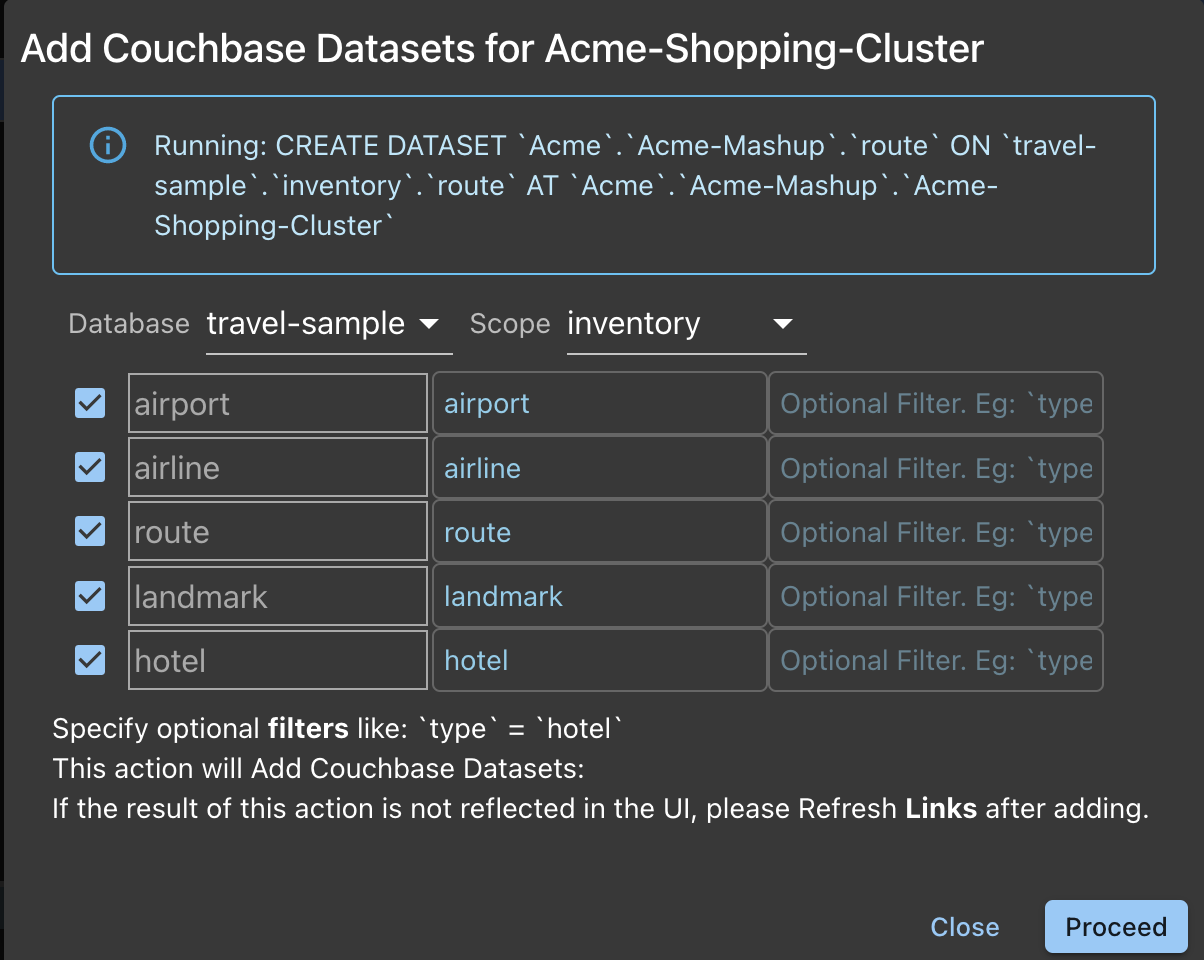 Add Couchbase Datasets for Acme-Shopping-Cluster
Running: CREATE DATASET `Acme`.`Acme-Mashup`.`route` ON `travel-
sample`.`inventory`.`route` AT `Acme`.`Acme-Mashup`.`Acme-
Shopping-Cluster`
Database travel-sample Scope inventory
airport airport Optional Filter. Eg: `type
airline airline Optional Filter. Eg: `type
route route Optional Filter. Eg: `type
landmark landmark Optional Filter. Eg: `type
hotel hotel Optional Filter. Eg: `type
Specify optional filters like: `type` = `hotel`
This action will Add Couchbase Datasets:
If the result of this action is not reflected in the UI, please Refresh Links after adding.
Close Proceed